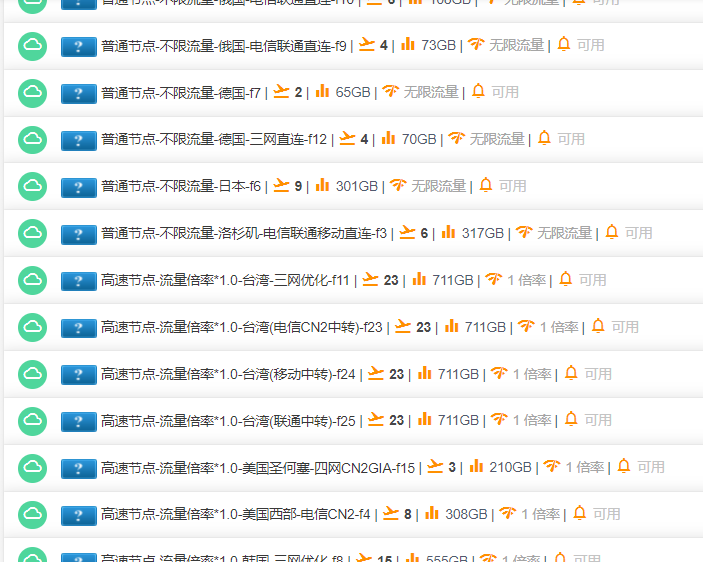 普通节点-不限流量-俄国-电信联通直连-f10 | 6 | 108GB | 无限流量 | 可用
? 普通节点-不限流量-俄国-电信联通直连-f9 | 4 | 73GB | 无限流量 | 可用
? 普通节点-不限流量-德国-f7 | 2 | 65GB | 无限流量 | 可用
? 普通节点-不限流量-德国-三网直连-f12 | 4 | 70GB | 无限流量 | 可用
? 普通节点-不限流量-日本-f6 | 9 | 301GB | 无限流量 | 可用
? 普通节点-不限流量-洛杉矶-电信联通移动直连-f3 | 6 | 317GB | 无限流量 | 可用
? 高速节点-流量倍率*1.0-台湾-三网优化-f11 | 23 | 711GB | 1 倍率 | 可用
? 高速节点-流量倍率*1.0-台湾(电信CN2中转)-f23 | 23 | 711GB | 1 倍率 | 可用
? 高速节点-流量倍率*1.0-台湾(移动中转)-f24 | 23 | 711GB | 1 倍率 | 可用
? 高速节点-流量倍率*1.0-台湾(联通中转)-f25 | 23 | 711GB | 1 倍率 | 可用
? 高速节点-流量倍率*1.0-美国圣何塞-四网CN2GIA-f15 | 3 | 210GB | 1 倍率 | 可用
? 高速节点-流量倍率*1.0-美国西部-电信CN2-f4 | 8 | 308GB | 1 倍率 | 可用
高速节点-流量倍率*1.0-韩国-三网优化-f8 | 15 | 555GB | 1 倍率 | 可用